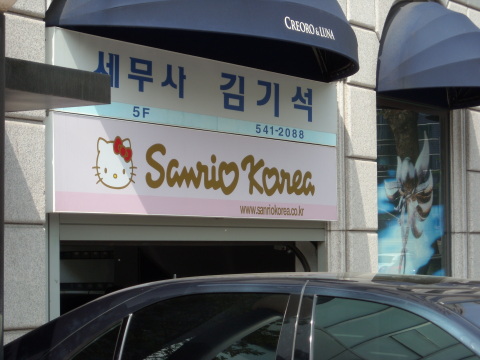 CREORO & LUNA
세무사 김기석
5F 541-2088
Sanrio Korea
www.sanriokorea.co.kr